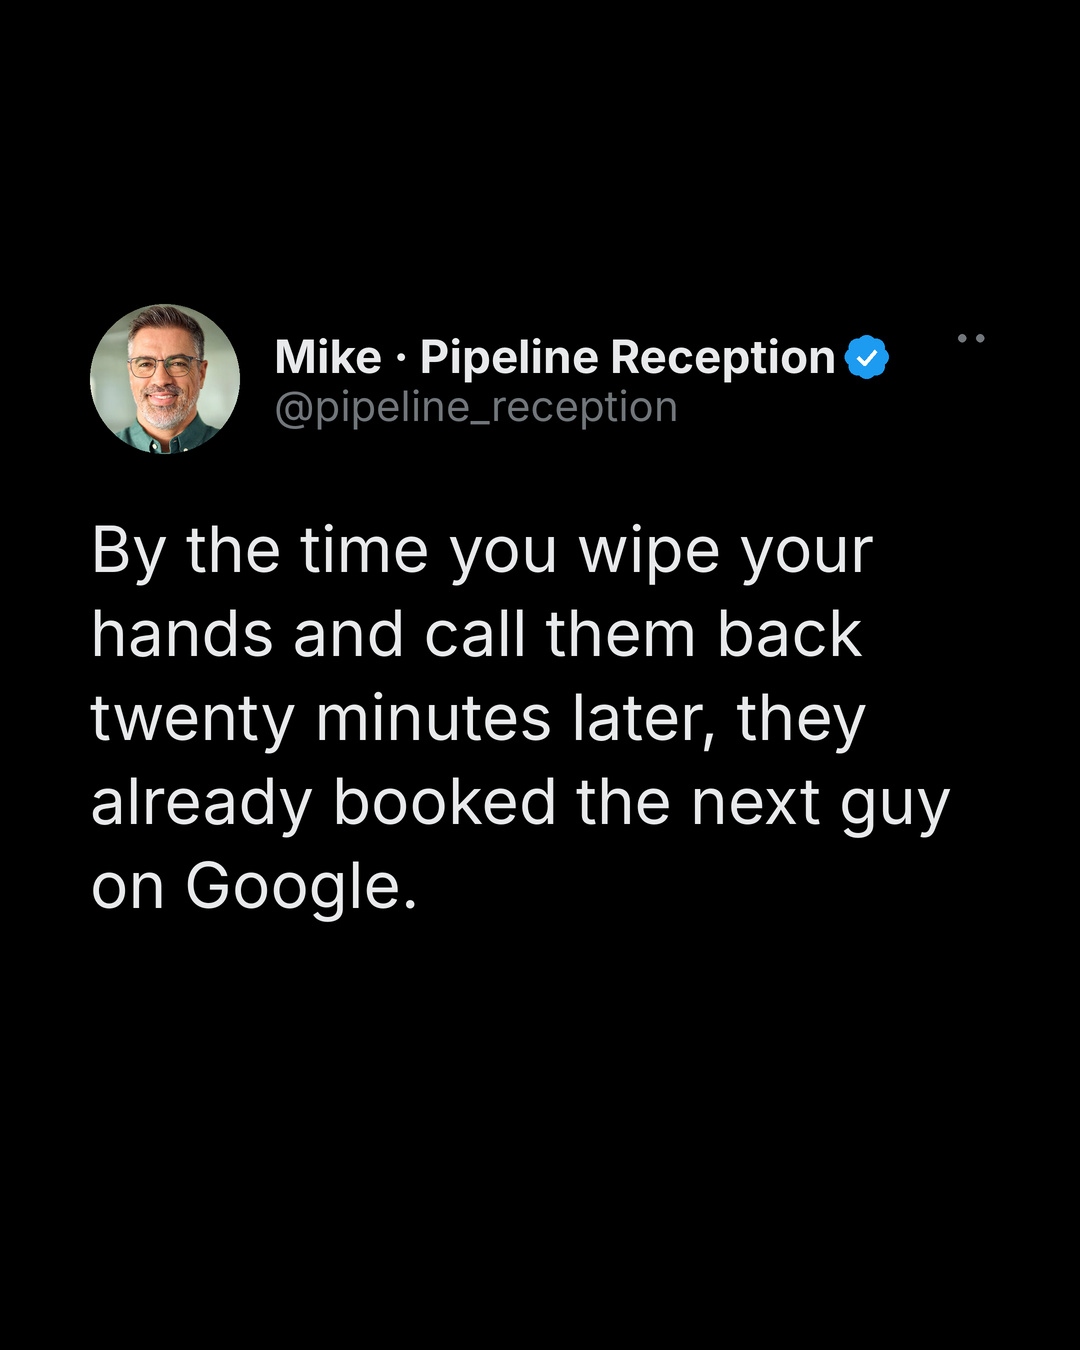 Mike · Pipeline Reception
@pipeline_reception
By the time you wipe your
hands and call them back
twenty minutes later, they
already booked the next guy
on Google.